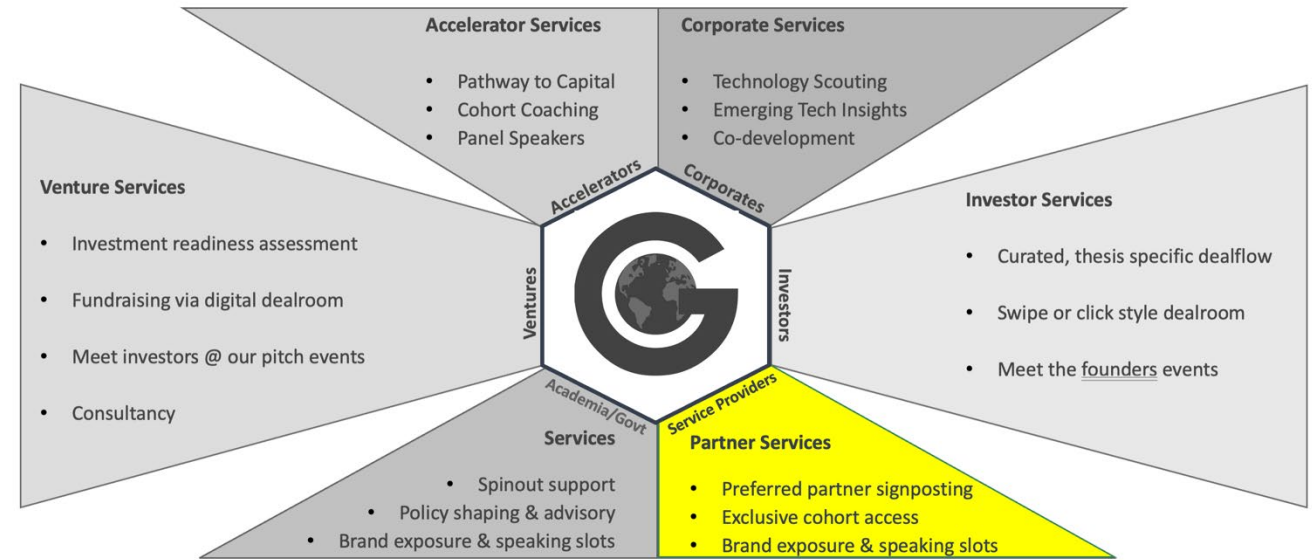 Accelerator Services
• Pathway to Capital
• Cohort Coaching
• Panel Speakers
Corporate Services
• Technology Scouting
• Emerging Tech Insights
• Co-development
Venture Services
• Investment readiness assessment
• Fundraising via digital dealroom
• Meet investors @ our pitch events
• Consultancy
Accelerators
Corporates
Ventures
G
Investors
Academia/Govt
Service Providers
Investor Services
• Curated, thesis specific dealflow
• Swipe or click style dealroom
• Meet the founders events
Services
• Spinout support
• Policy shaping & advisory
• Brand exposure & speaking slots
Partner Services
• Preferred partner signposting
• Exclusive cohort access
• Brand exposure & speaking slots